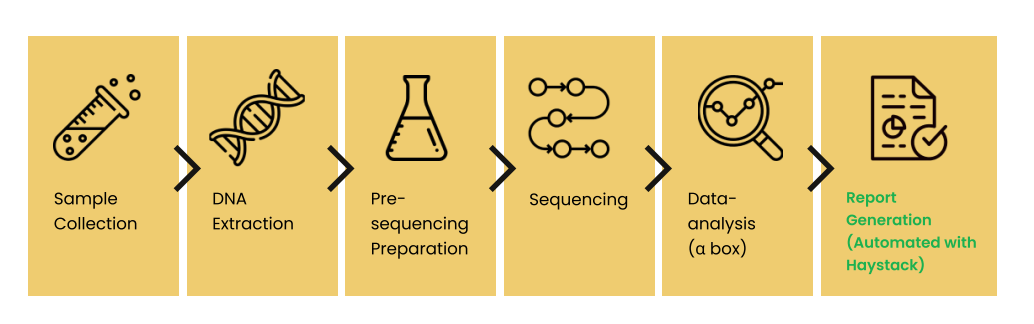 Sample
Collection
DNA
Extraction
Pre-
sequencing
Preparation
Sequencing
Data-
analysis
(α box)
Report
Generation
(Automated with
Haystack)